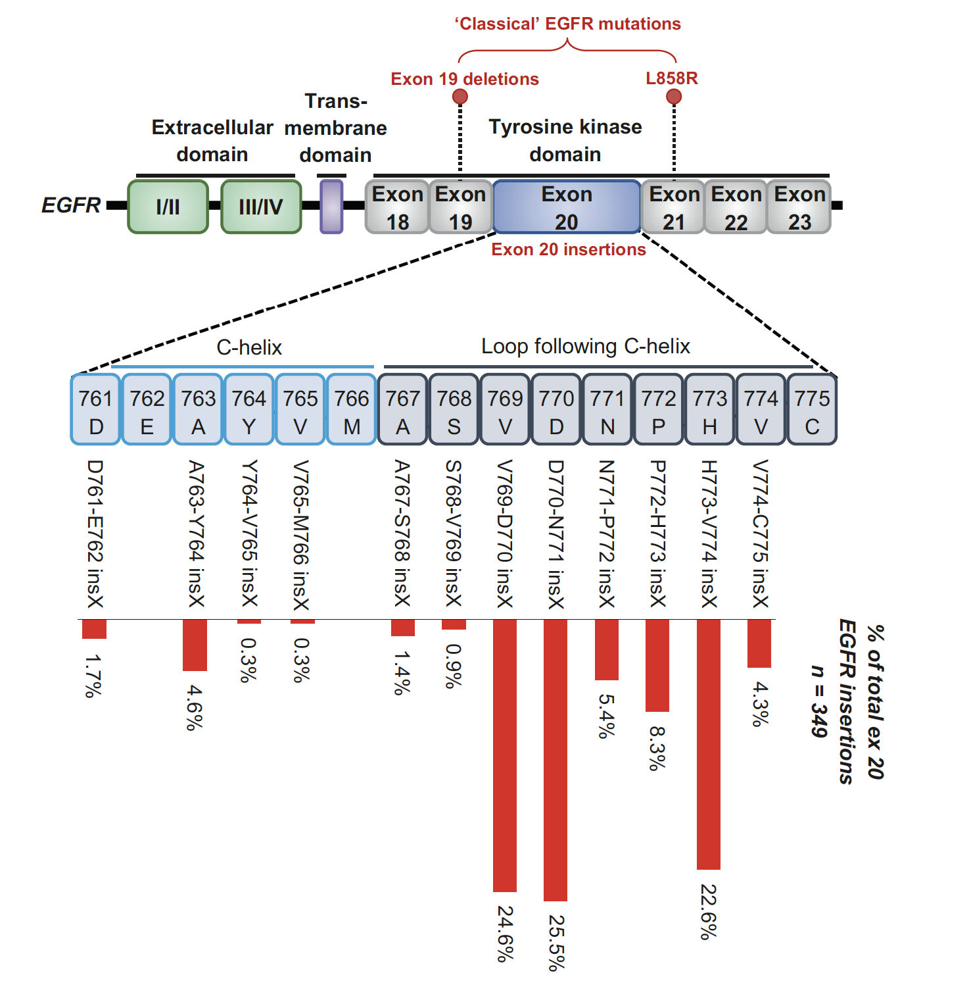 ‘Classical’ EGFR mutations
Exon 19 deletions
L858R
Extracellular
domain
Trans-
membrane
domain
Tyrosine kinase
domain
EGFR
I/II
III/IV
Exon
18
Exon
19
Exon
20
Exon
21
Exon
22
Exon
23
Exon 20 insertions
C-helix
Loop following C-helix
761
D
762
E
763
A
764
Y
765
V
766
M
767
A
768
S
769
V
770
D
771
N
772
P
773
H
774
V
775
C
D761-E762 insX
A763-Y764 insX
Y764-V765 insX
V765-M766 insX
A767-S768 insX
S768-V769 insX
V769-D770 insX
D770-N771 insX
N771-P772 insX
P772-H773 insX
H773-V774 insX
V774-C775 insX
1.7%
4.6%
0.3%
0.3%
1.4%
0.9%
24.6%
25.5%
5.4%
8.3%
22.6%
4.3%
% of total ex 20
EGFR insertions
n = 349